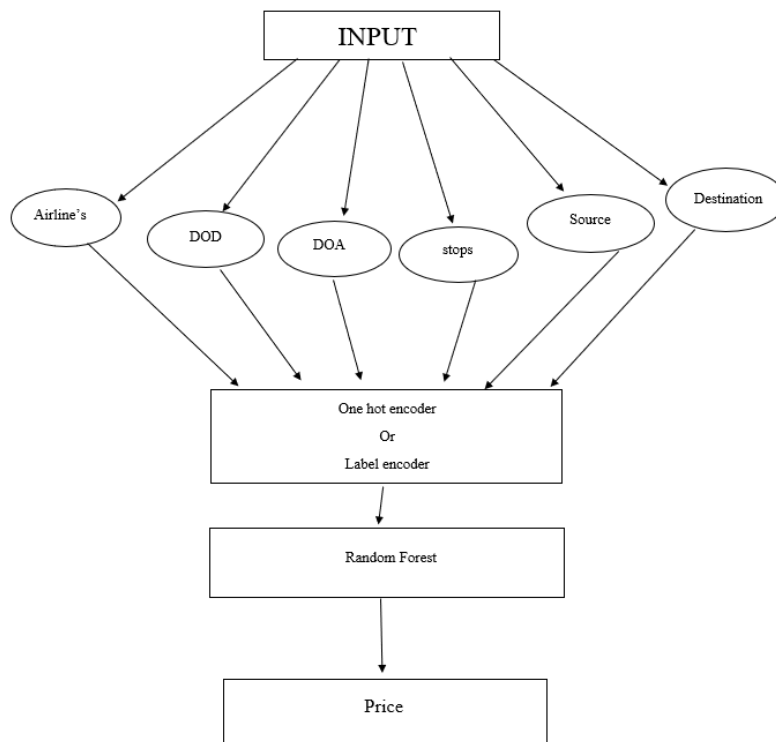 INPUT
Airline’s
DOD
DOA
stops
Source
Destination
One hot encoder
Or
Label encoder
Random Forest
Price